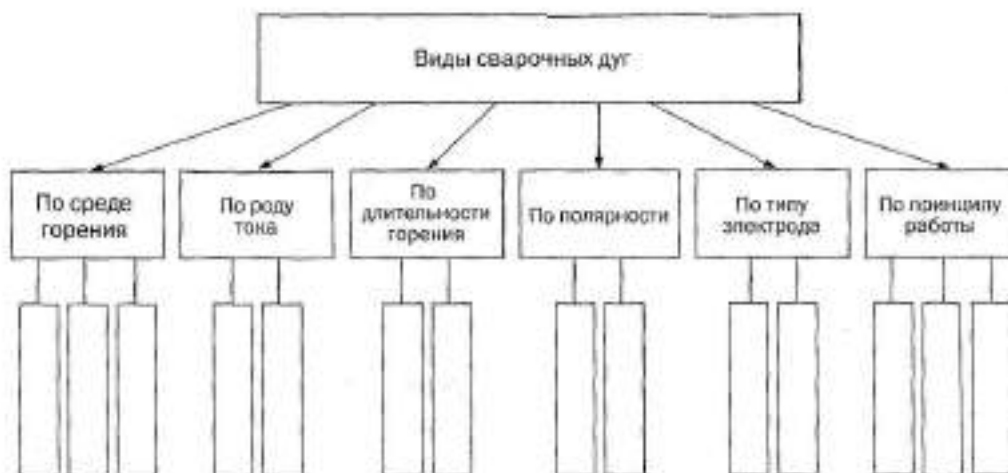 Виды сварочных дуг
По среде
горения
По роду
тока
По
длительности
горения
По полярности
По типу
электрода
По принципу
работы